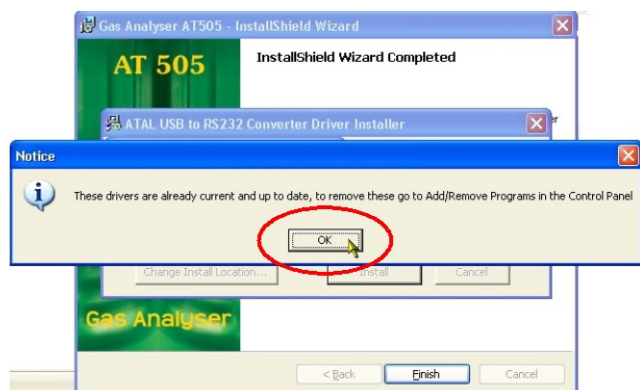 Gas Analyser AT505 - InstallShield Wizard
AT 505
InstallShield Wizard Completed
ATAL USB to RS232 Converter Driver Installer
Notice
These drivers are already current and up to date, to remove these go to Add/Remove Programs in the Control Panel
OK
Change Install Location...
Install
Cancel
Gas Analyser
< Back
Finish
Cancel